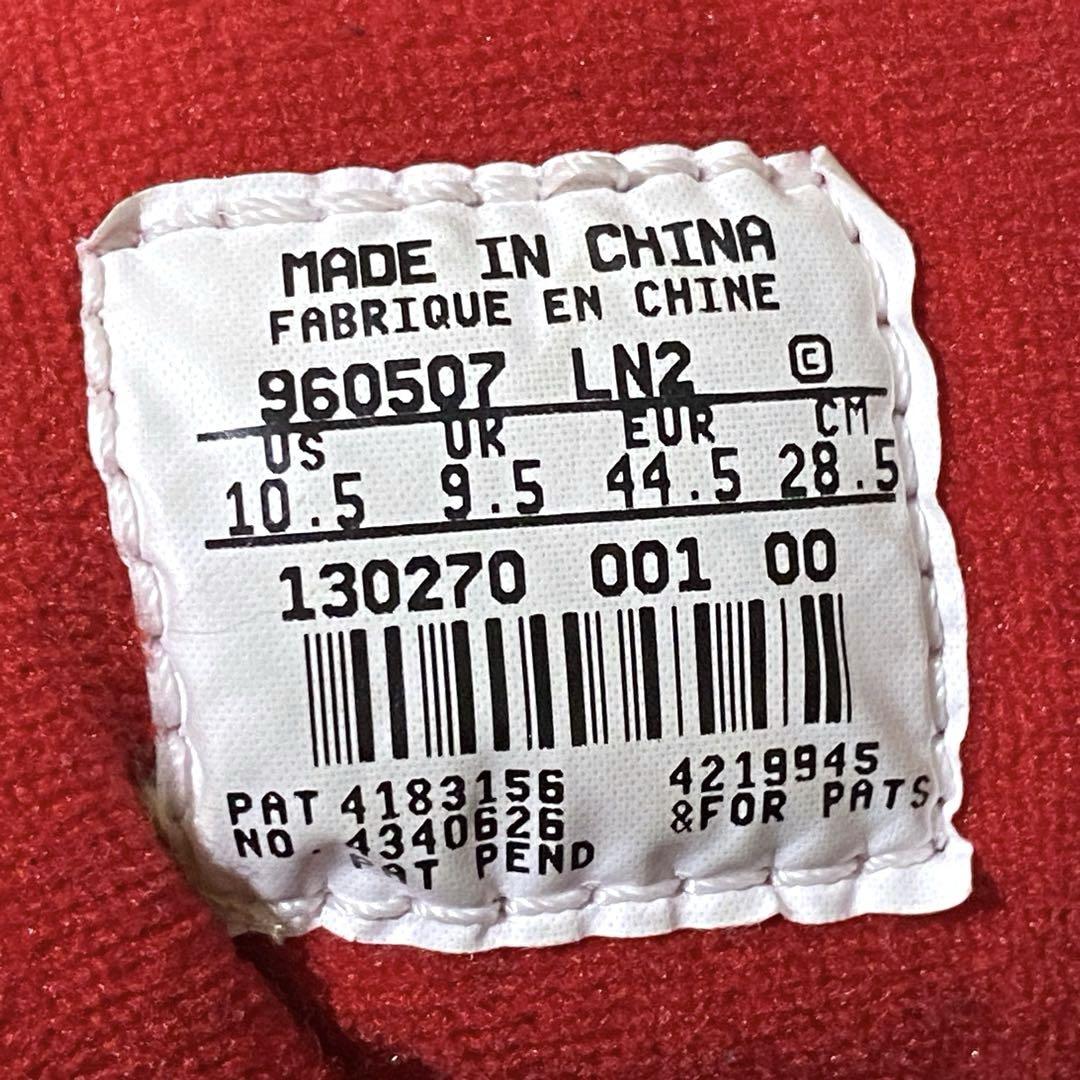 MADE IN CHINA
FABRIQUE EN CHINE
960507 LN2 ©
US UK EUR CM
10.5 9.5 44.5 28.5
130270 001 00
PAT 4183156 4219945
NO. 4340626 &FOR PATS.
PAT PEND